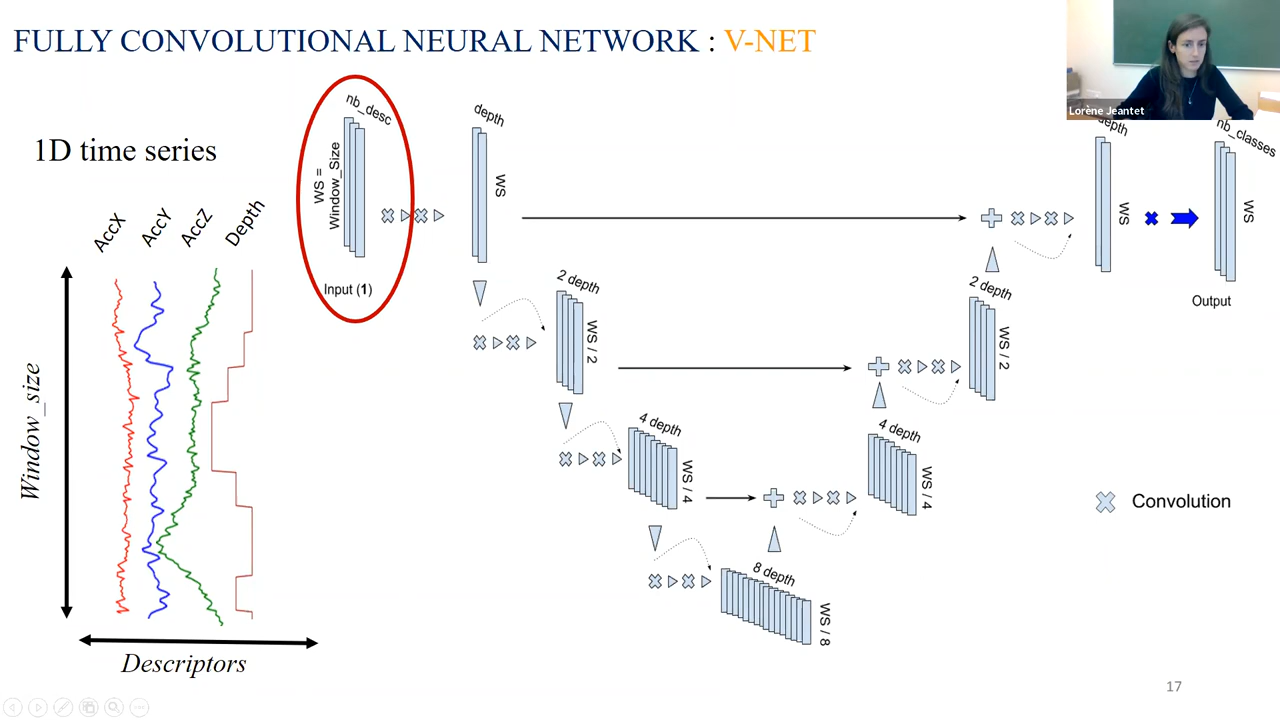 FULLY CONVOLUTIONAL NEURAL NETWORK : V-NET
Lorène Jeantet
1D time series
AccX
AccY
AccZ
Depth
Window_size
Descriptors
nb_desc
WS =
Window_Size
Input (1)
depth
WS
2 depth
WS / 2
4 depth
WS / 4
8 depth
WS / 8
4 depth
WS / 4
2 depth
WS / 2
depth
WS
nb_classes
WS
Output
Convolution
17